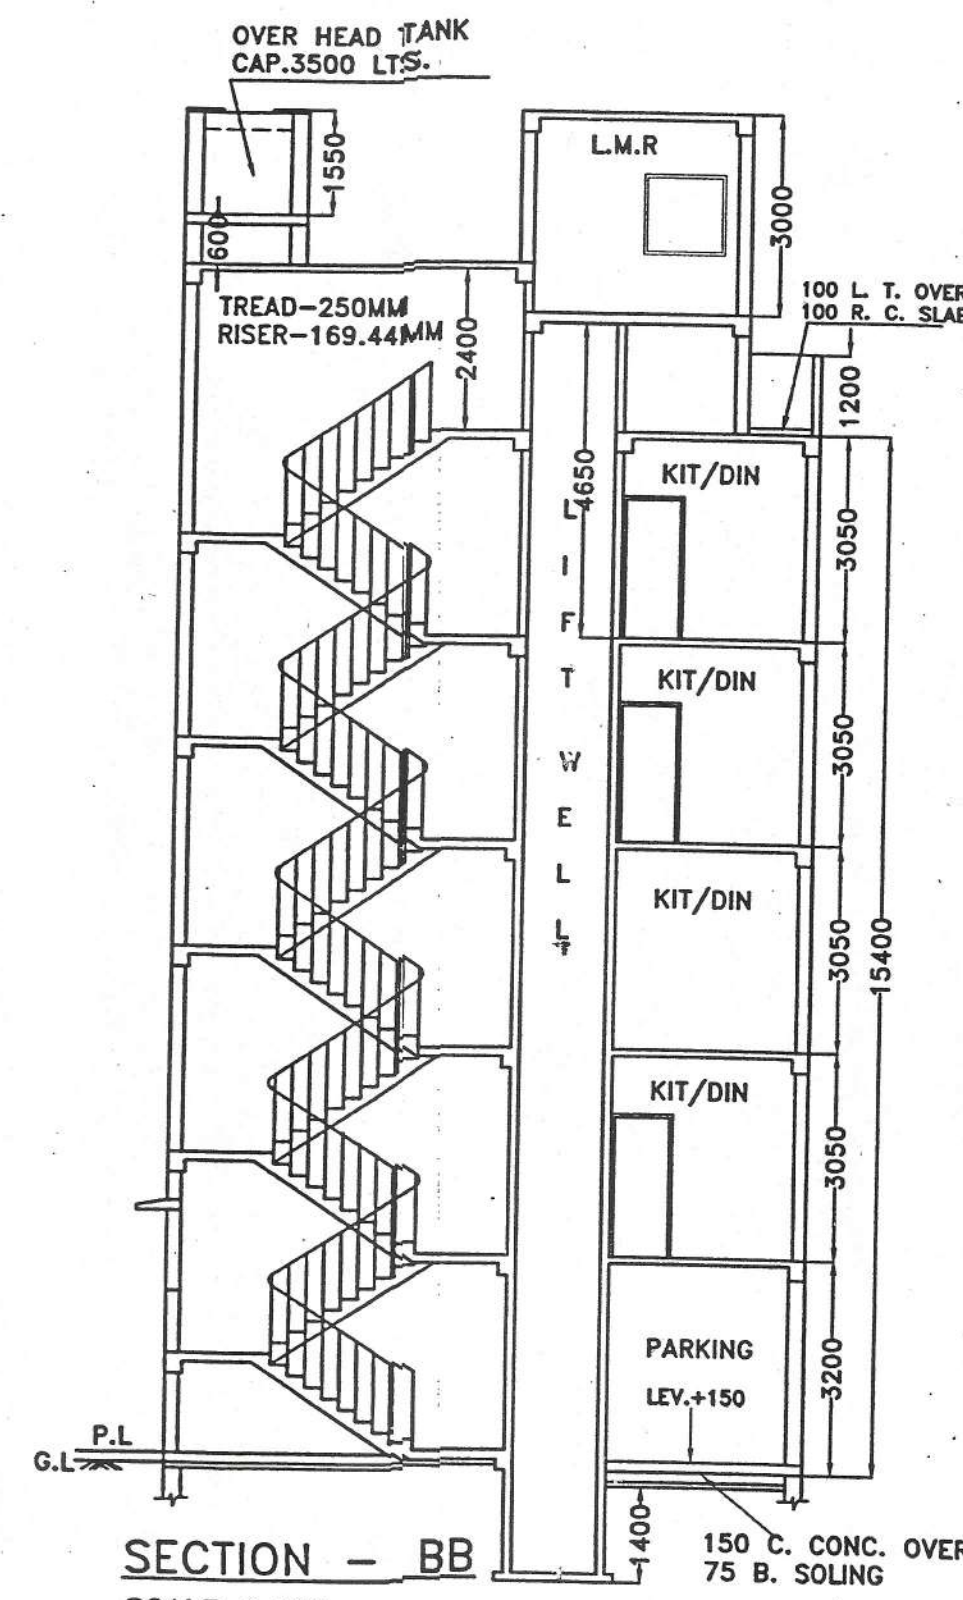 OVER HEAD TANK
CAP.3500 LTS.
1550
600
L.M.R
3000
TREAD-250MM
RISER-169.44MM
2400
100 L. T. OVER
100 R. C. SLAB
1200
4650
KIT/DIN
3050
KIT/DIN
3050
LIFT WELL
KIT/DIN
3050
15400
KIT/DIN
3050
PARKING
LEV.+150
3200
P.L
G.L
1400
150 C. CONC. OVER
75 B. SOLING
SECTION - BB